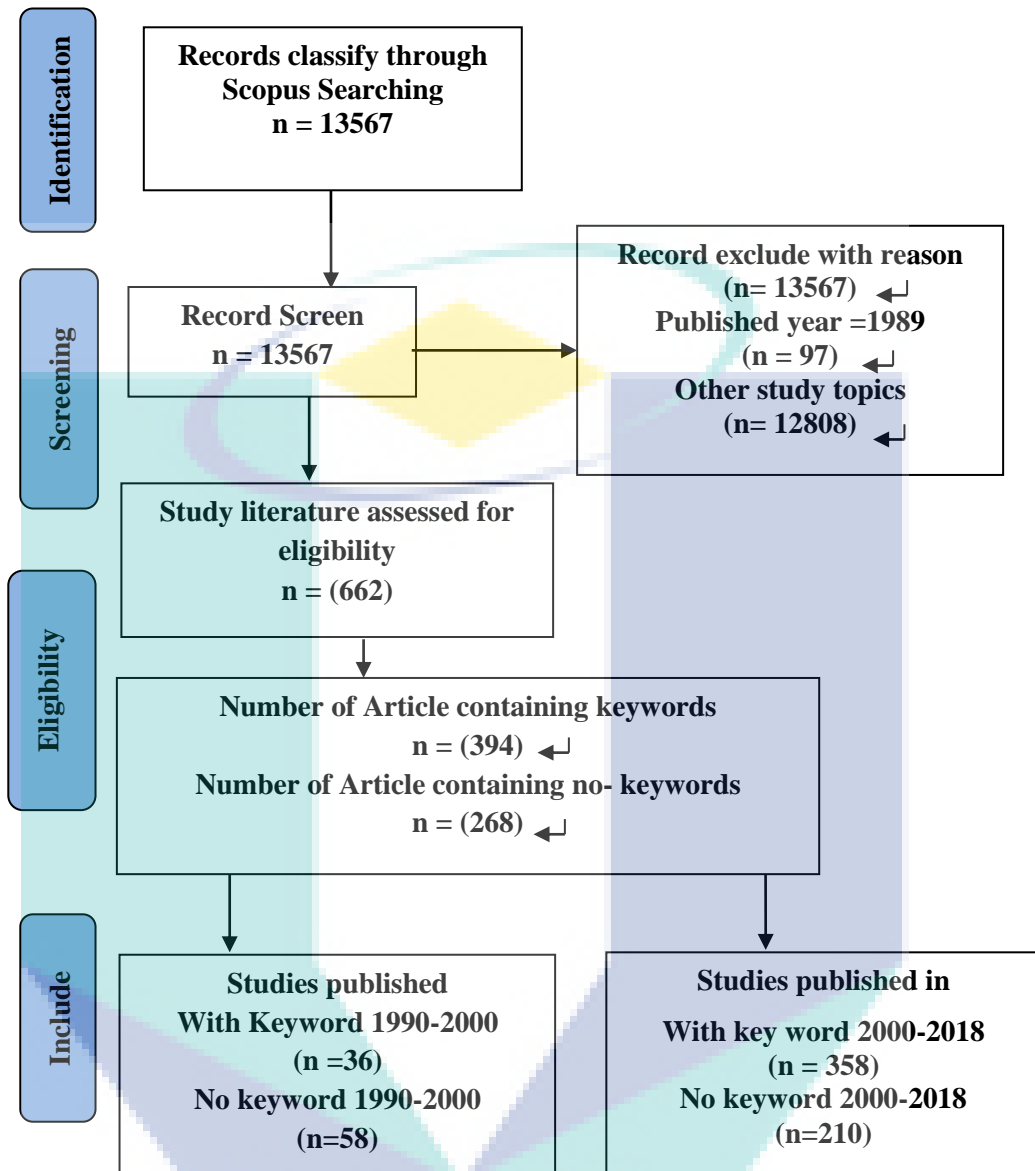 Identification
Records classify through
Scopus Searching
n = 13567
Record exclude with reason
(n= 13567)
Published year =1989
(n = 97)
Other study topics
(n= 12808)
Screening
Record Screen
n = 13567
Study literature assessed for
eligibility
n = (662)
Eligibility
Number of Article containing keywords
n = (394)
Number of Article containing no- keywords
n = (268)
Include
Studies published
With Keyword 1990-2000
(n =36)
No keyword 1990-2000
(n=58)
Studies published in
With key word 2000-2018
(n = 358)
No keyword 2000-2018
(n=210)